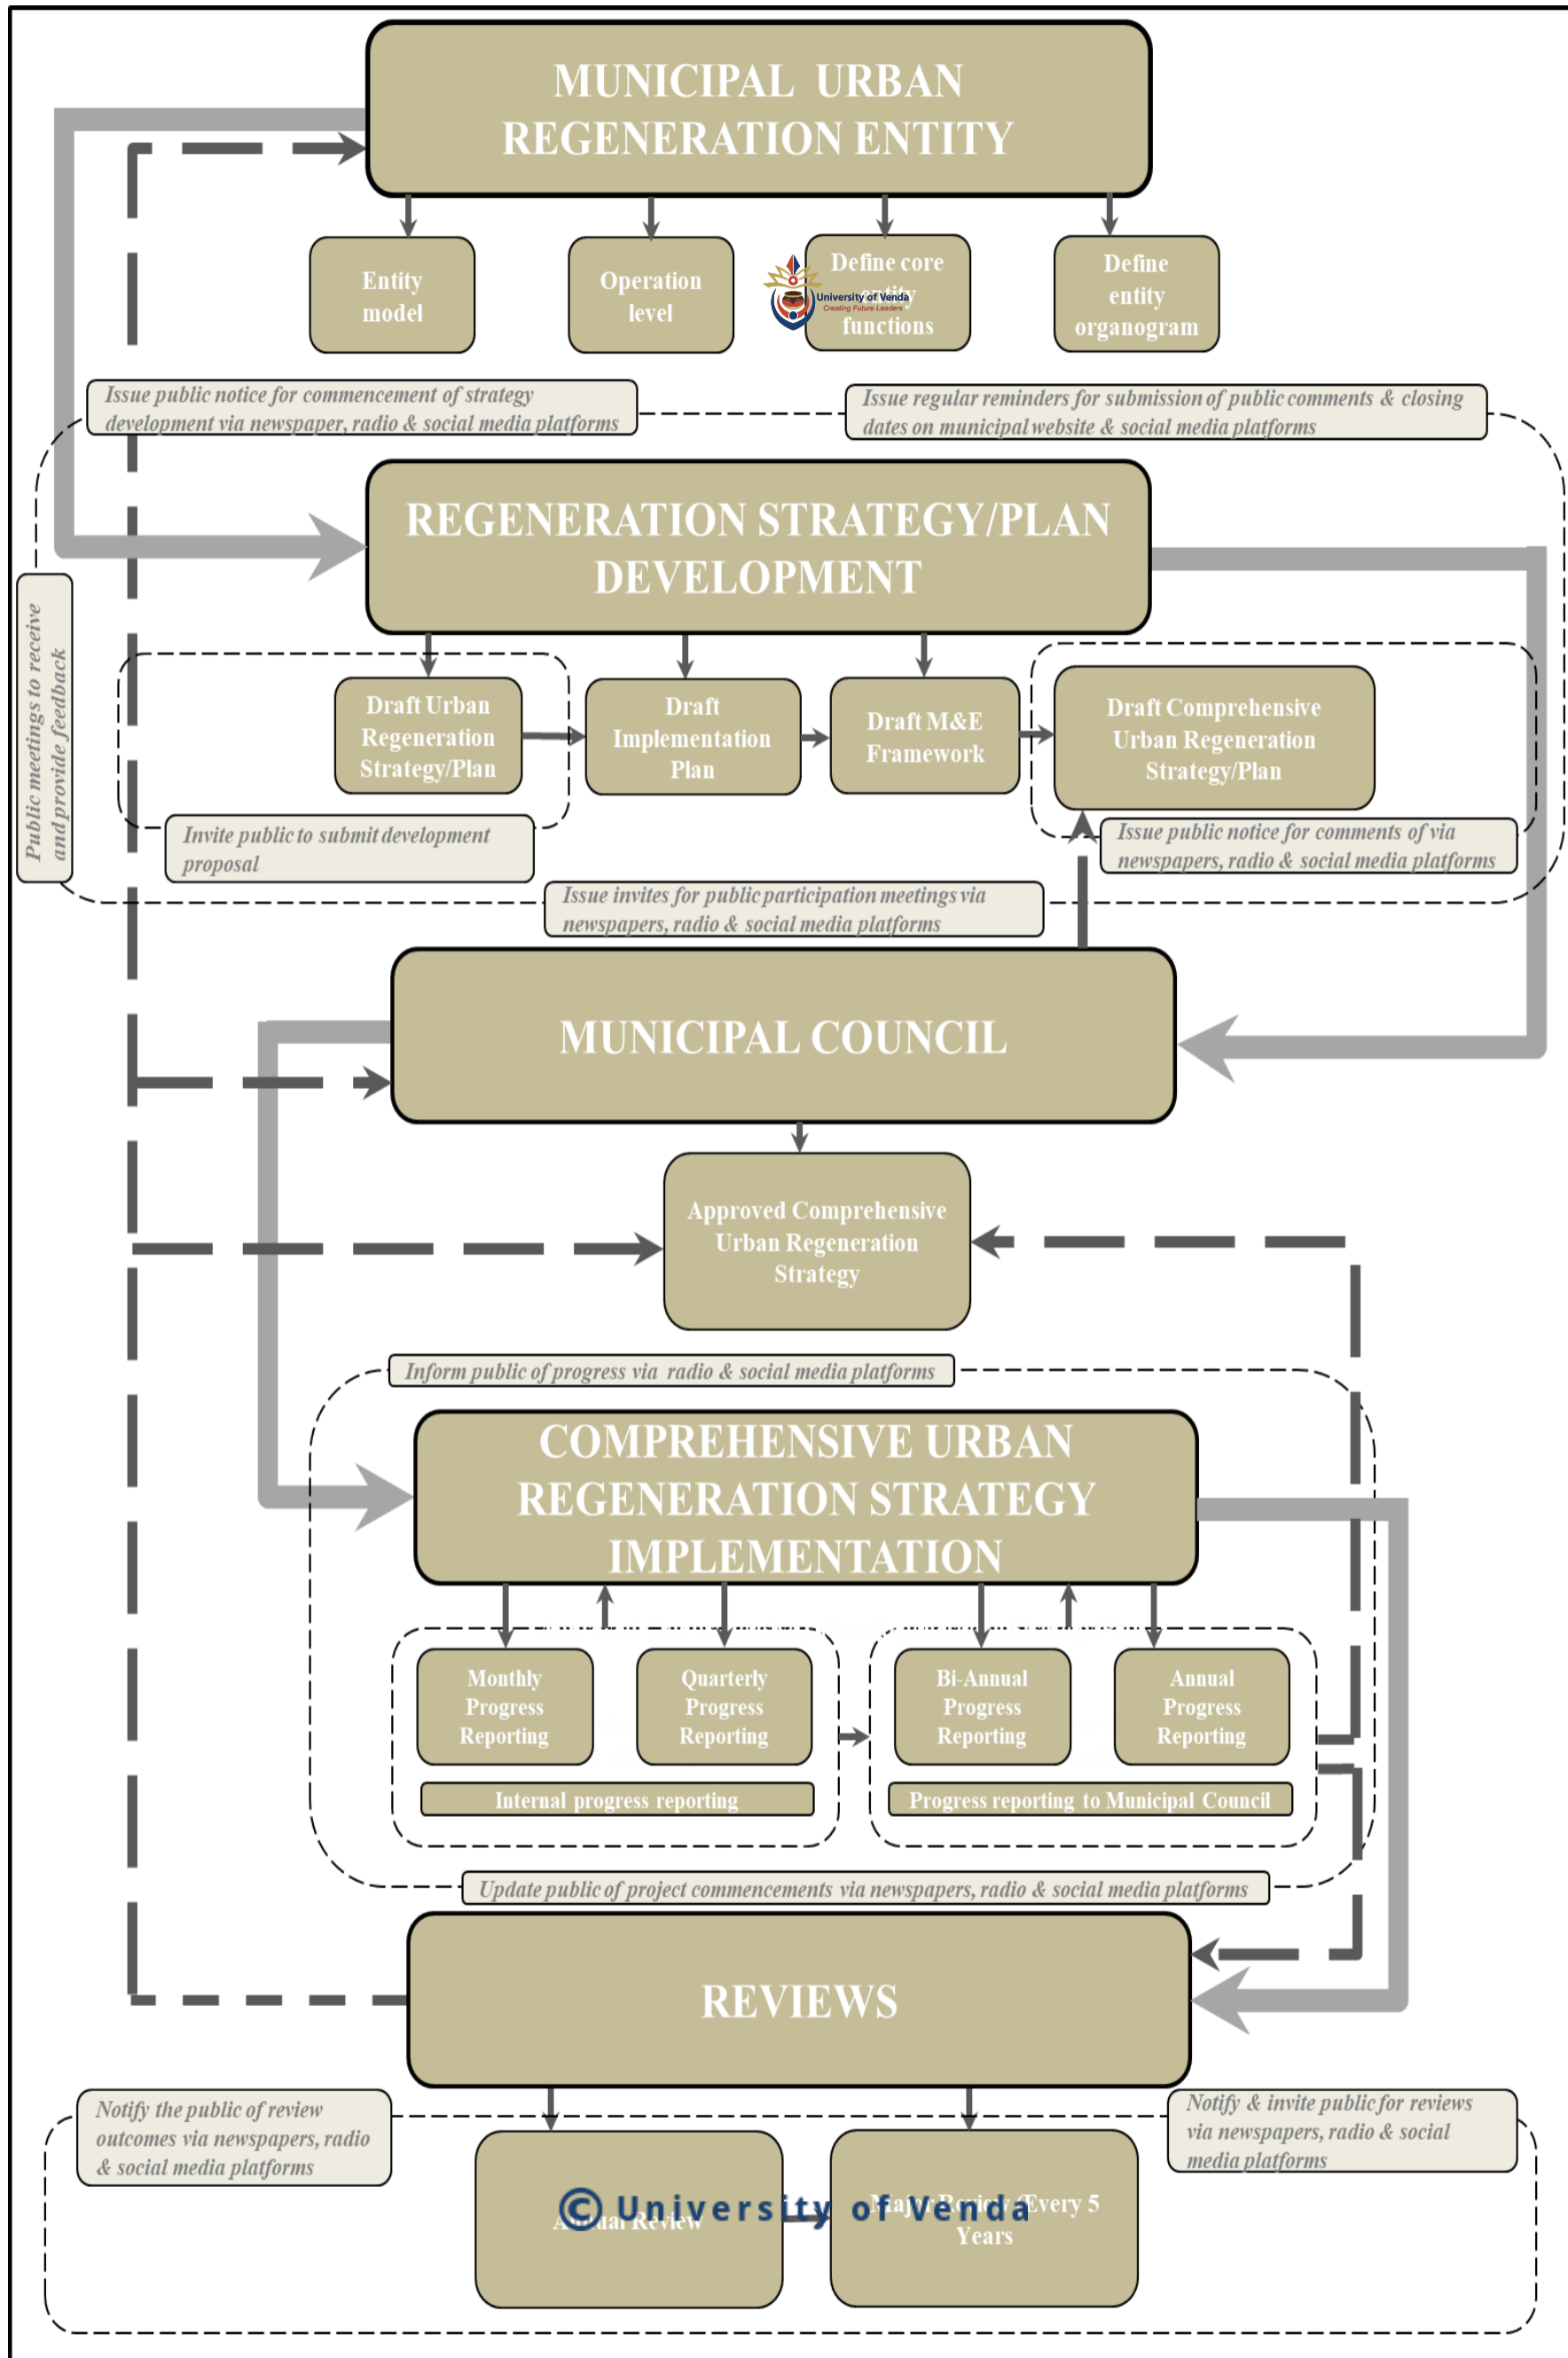 MUNICIPAL URBAN
REGENERATION ENTITY
Entity
model
Operation
level
Define core
entity
functions
Define
entity
organogram
University of Venda
Creating Future Leaders
Issue public notice for commencement of strategy
development via newspaper, radio & social media platforms
Issue regular reminders for submission of public comments & closing
dates on municipal website & social media platforms
REGENERATION STRATEGY/PLAN
DEVELOPMENT
Public meetings to receive
and provide feedback
Draft Urban
Regeneration
Strategy/Plan
Draft
Implementation
Plan
Draft M&E
Framework
Draft Comprehensive
Urban Regeneration
Strategy/Plan
Invite public to submit development
proposal
Issue public notice for comments of via
newspapers, radio & social media platforms
Issue invites for public participation meetings via
newspapers, radio & social media platforms
MUNICIPAL COUNCIL
Approved Comprehensive
Urban Regeneration
Strategy
Inform public of progress via radio & social media platforms
COMPREHENSIVE URBAN
REGENERATION STRATEGY
IMPLEMENTATION
Monthly
Progress
Reporting
Quarterly
Progress
Reporting
Bi-Annual
Progress
Reporting
Annual
Progress
Reporting
Internal progress reporting
Progress reporting to Municipal Council
Update public of project commencements via newspapers, radio & social media platforms
REVIEWS
Notify the public of review
outcomes via newspapers, radio
& social media platforms
Notify & invite public for reviews
via newspapers, radio & social
media platforms
Annual Review
Major Review (Every 5
Years
© University of Venda